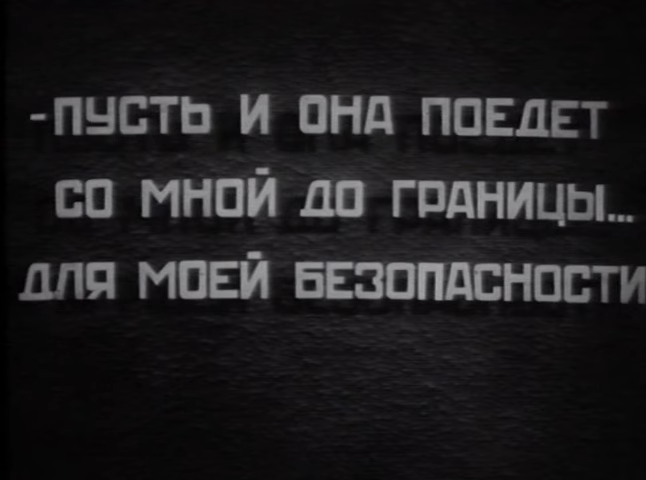 -ПУСТЬ И ОНА ПОЕДЕТ
СО МНОЙ ДО ГРАНИЦЫ...
ДЛЯ МОЕЙ БЕЗОПАСНОСТИ